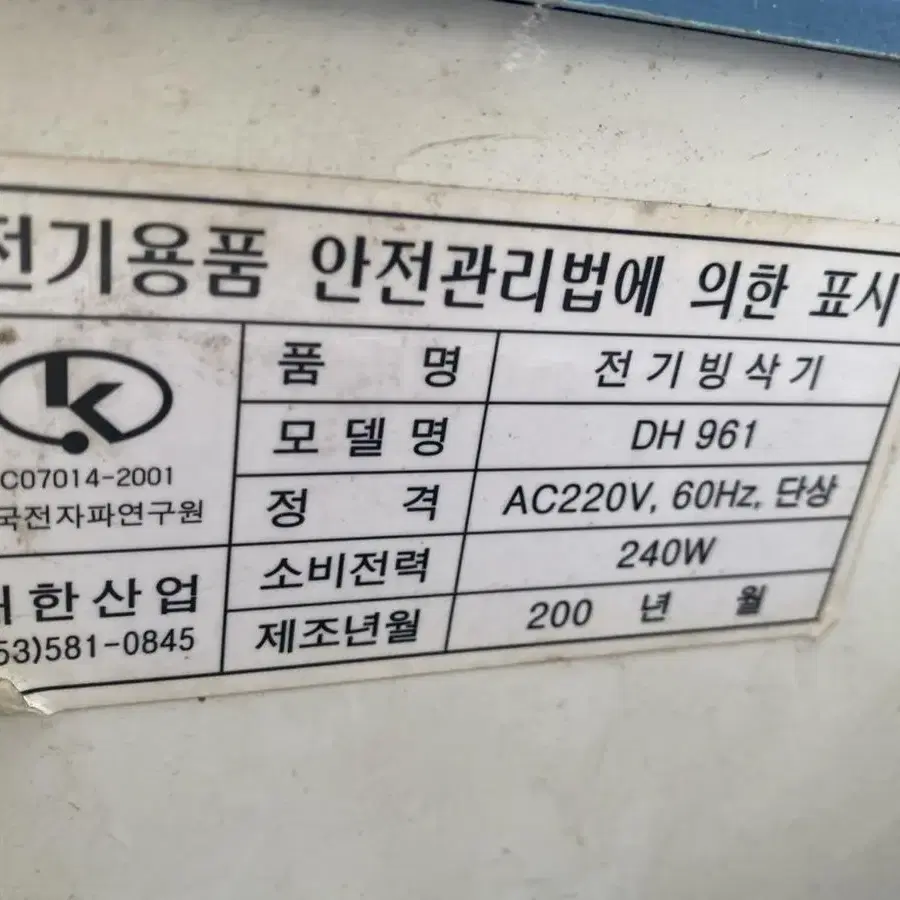 전기용품 안전관리법에 의한 표시
품 명 전기빙삭기
모델명 DH 961
정 격 AC220V, 60Hz, 단상
소비전력 240W
제조년월 200 년 월
C07014-2001
국전자파연구원
대한산업
53)581-0845